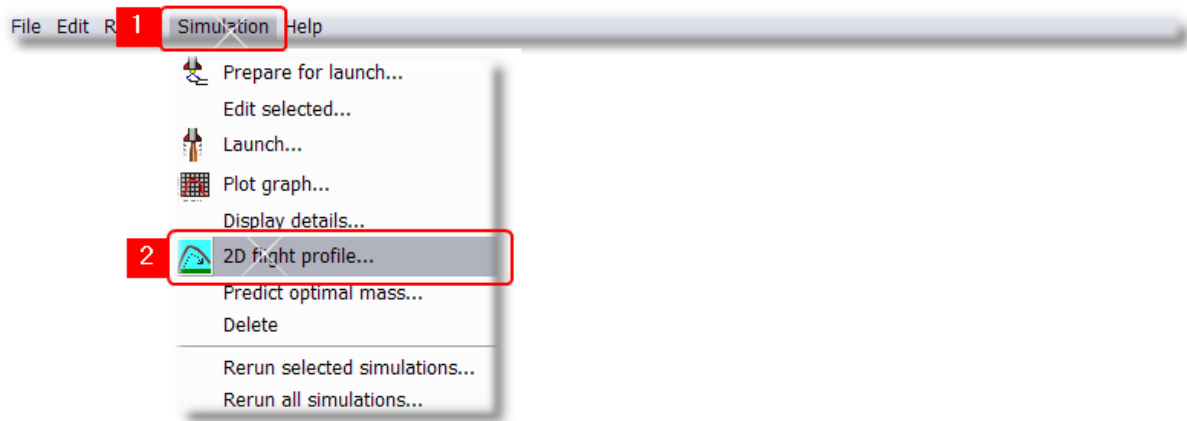 File Edit R 1 Simulation Help
Prepare for launch...
Edit selected...
Launch...
Plot graph...
Display details...
2 2D flight profile...
Predict optimal mass...
Delete
Rerun selected simulations...
Rerun all simulations...